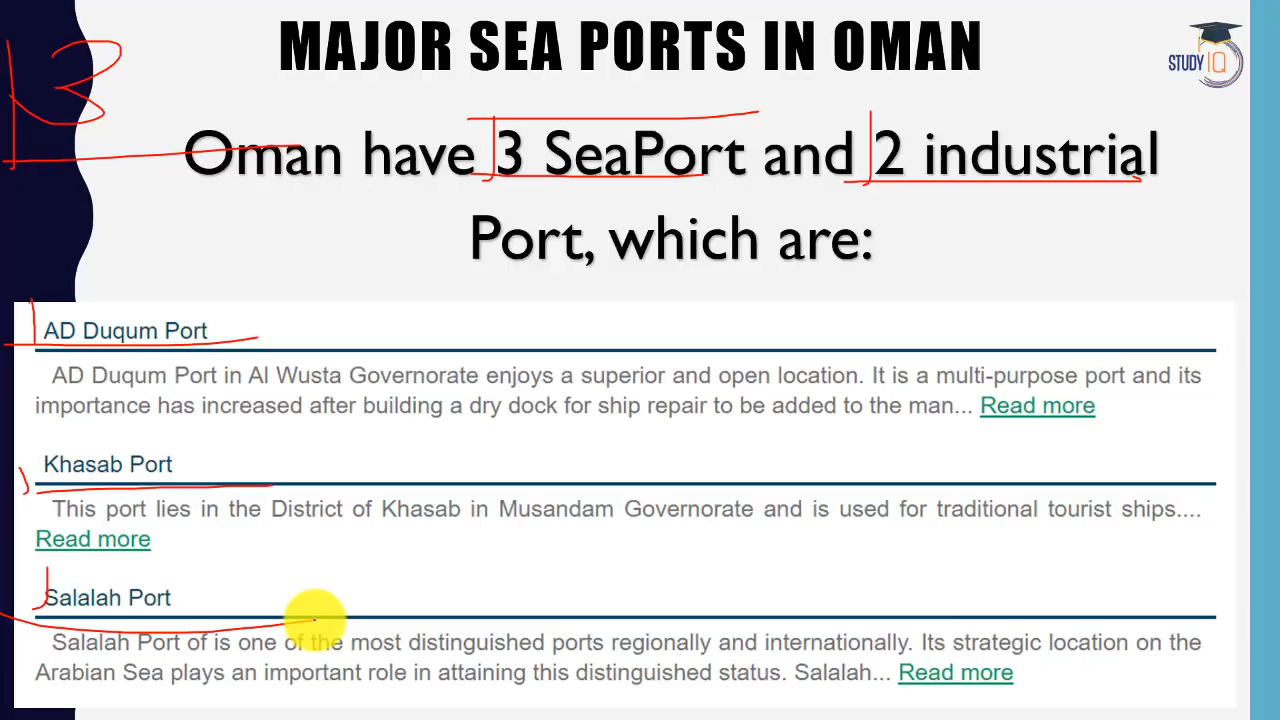 MAJOR SEA PORTS IN OMAN
STUDY IQ
13
Oman have 3 SeaPort and 2 industrial
Port, which are:
AD Duqum Port
AD Duqum Port in Al Wusta Governorate enjoys a superior and open location. It is a multi-purpose port and its
importance has increased after building a dry dock for ship repair to be added to the man... Read more
Khasab Port
This port lies in the District of Khasab in Musandam Governorate and is used for traditional tourist ships....
Read more
Salalah Port
Salalah Port of is one of the most distinguished ports regionally and internationally. Its strategic location on the
Arabian Sea plays an important role in attaining this distinguished status. Salalah... Read more